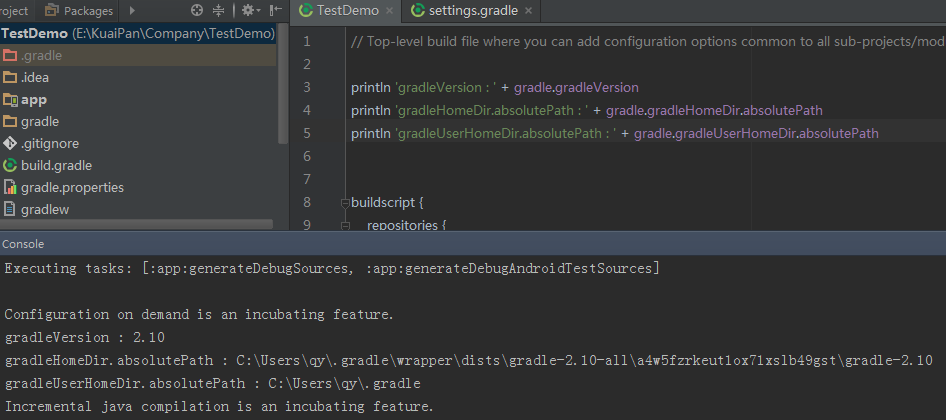 roject
Packages
TestDemo
settings.gradle
TestDemo (E:\KuaiPan\Company\TestDemo)
.gradle
.idea
app
gradle
.gitignore
build.gradle
gradle.properties
gradlew
1 // Top-level build file where you can add configuration options common to all sub-projects/mod
2
3 println 'gradleVersion : ' + gradle.gradleVersion
4 println 'gradleHomeDir.absolutePath : ' + gradle.gradleHomeDir.absolutePath
5 println 'gradleUserHomeDir.absolutePath : ' + gradle.gradleUserHomeDir.absolutePath
6
7
8 buildscript {
9 repositories {
Console
Executing tasks: [:app:generateDebugSources, :app:generateDebugAndroidTestSources]
Configuration on demand is an incubating feature.
gradleVersion : 2.10
gradleHomeDir.absolutePath : C:\Users\qy\.gradle\wrapper\dists\gradle-2.10-all\a4w5fzrkeut1ox71xslb49gst\gradle-2.10
gradleUserHomeDir.absolutePath : C:\Users\qy\.gradle
Incremental java compilation is an incubating feature.